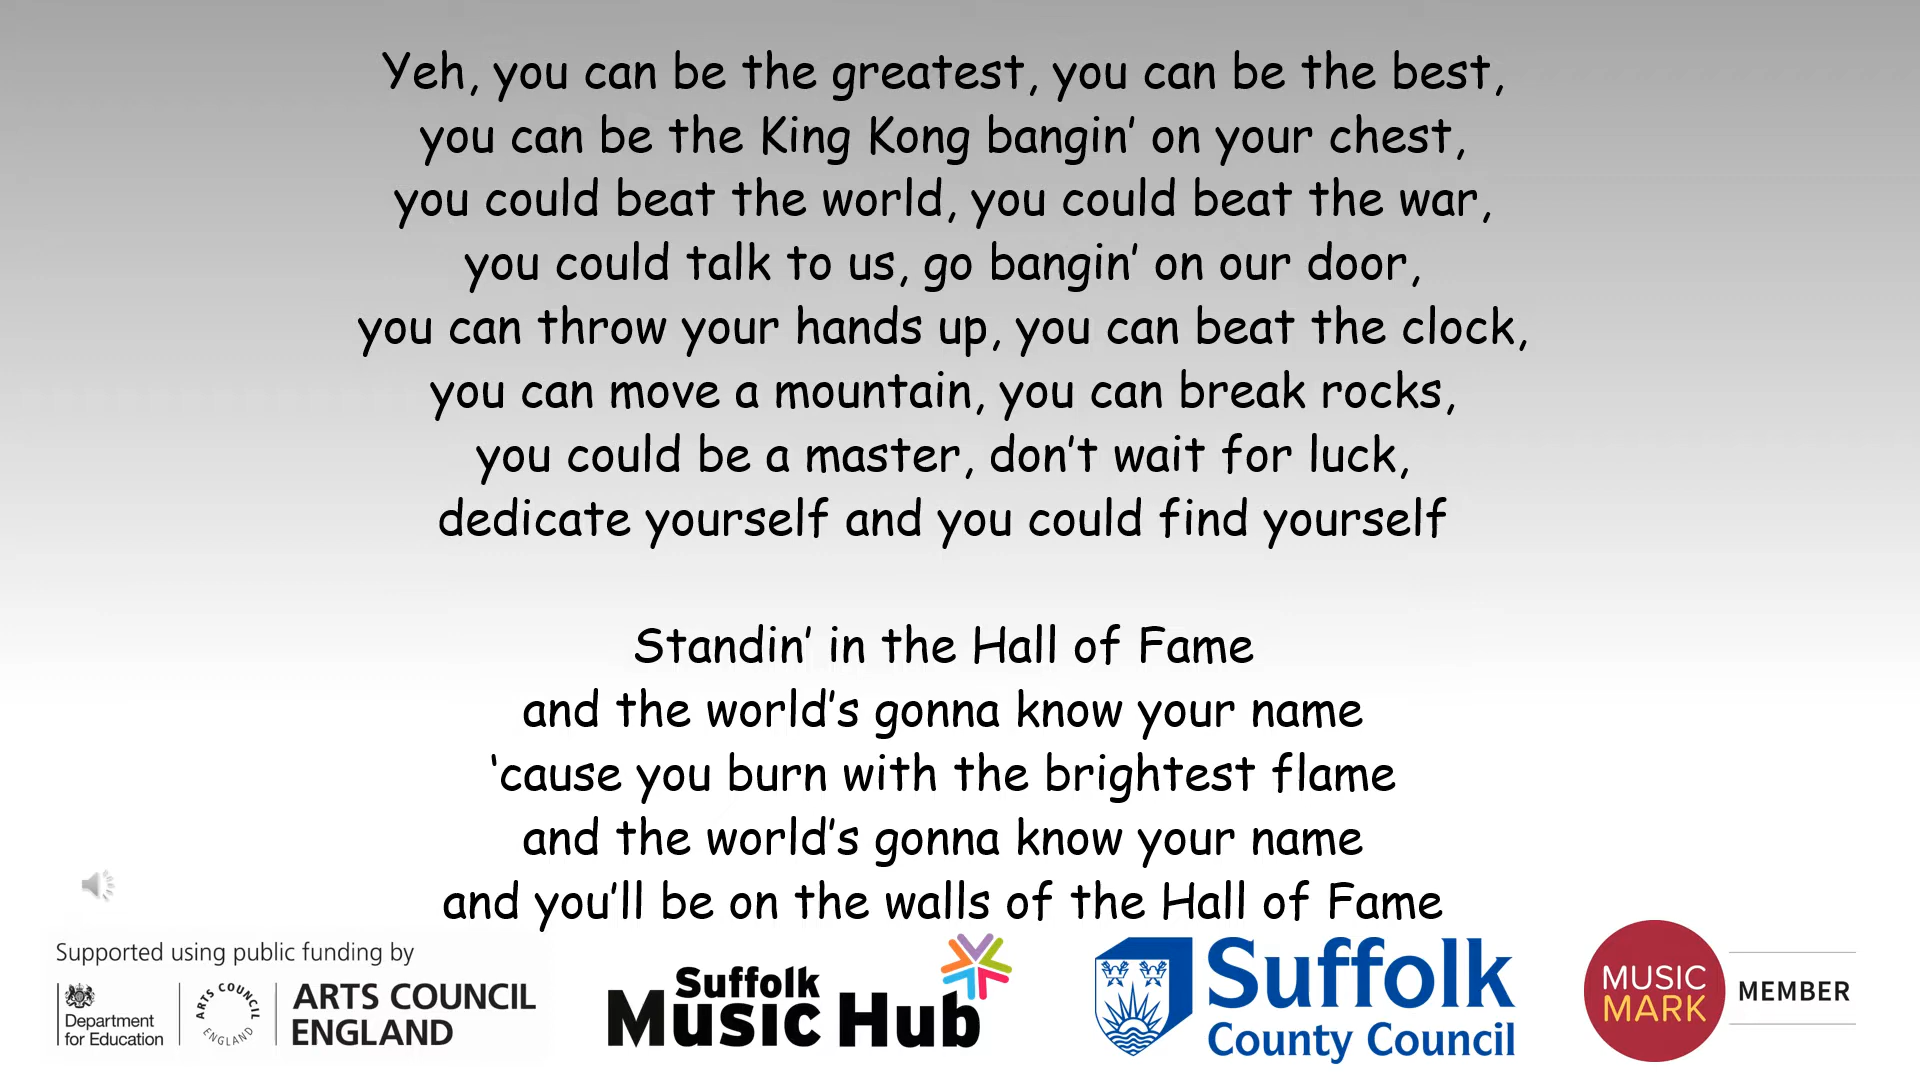 Yeh, you can be the greatest, you can be the best,
you can be the King Kong bangin’ on your chest,
you could beat the world, you could beat the war,
you could talk to us, go bangin’ on our door,
you can throw your hands up, you can beat the clock,
you can move a mountain, you can break rocks,
you could be a master, don’t wait for luck,
dedicate yourself and you could find yourself
Standin’ in the Hall of Fame
and the world’s gonna know your name
‘cause you burn with the brightest flame
and the world’s gonna know your name
and you’ll be on the walls of the Hall of Fame
Supported using public funding by
Department
for Education
ARTS COUNCIL
ENGLAND
ARTS COUNCIL
ENGLAND
Suffolk
Music Hub
Suffolk
County Council
MUSIC
MARK
MEMBER